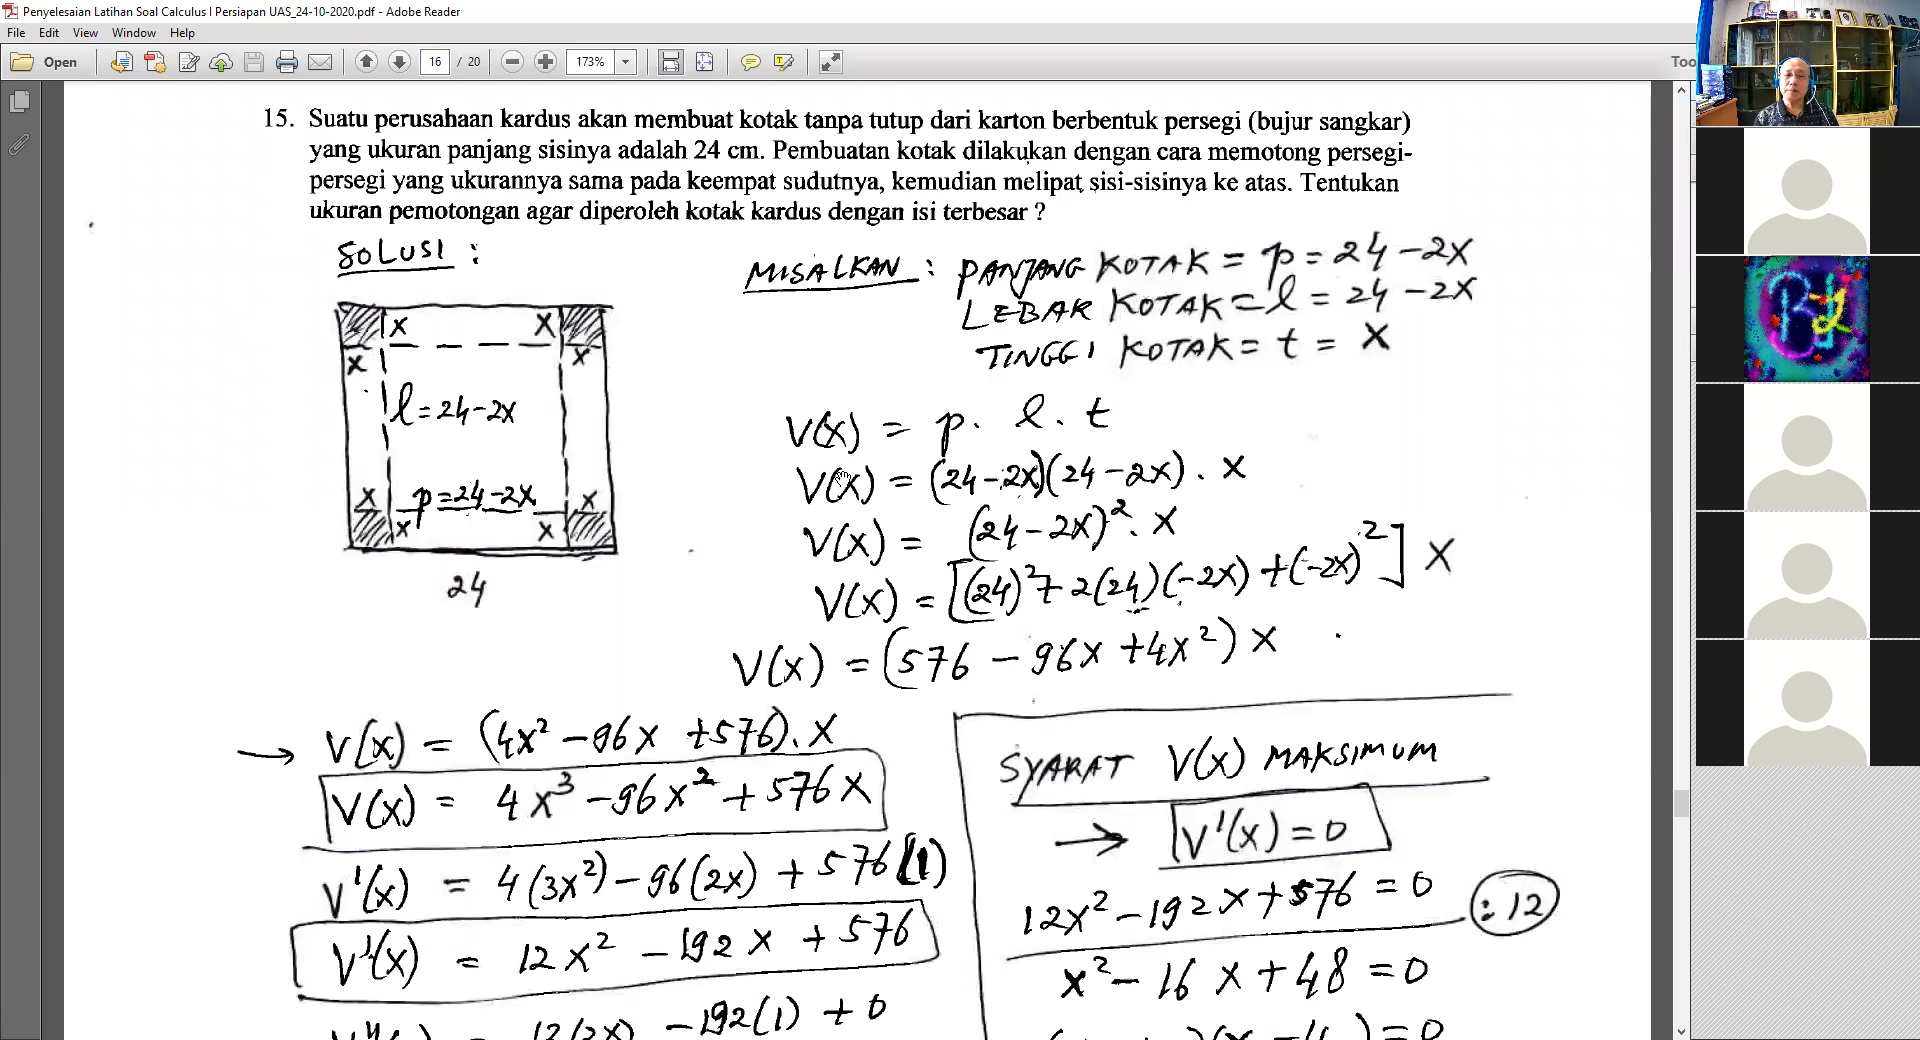 Penyelesaian Latihan Soal Calculus I Persiapan UAS_24-10-2020.pdf - Adobe Reader
File Edit View Window Help
Open 16 / 20 173% Too
15. Suatu perusahaan kardus akan membuat kotak tanpa tutup dari karton berbentuk persegi (bujur sangkar)
yang ukuran panjang sisinya adalah 24 cm. Pembuatan kotak dilakukan dengan cara memotong persegi-
persegi yang ukurannya sama pada keempat sudutnya, kemudian melipat sisi-sisinya ke atas. Tentukan
ukuran pemotongan agar diperoleh kotak kardus dengan isi terbesar ?
SOLUSI :
MISALKAN : PANJANG KOTAK = p = 24 - 2X
LEBAR KOTAK = l = 24 - 2X
TINGGI KOTAK = t = X
X X
X X
l = 24 - 2X
X p = 24 - 2X X
X X
24
V(X) = p. l. t
V(X) = (24 - 2X)(24 - 2X) . X
V(X) = (24 - 2X)². X
V(X) = [(24)² + 2(24)(-2X) + (-2X)²] X
V(X) = (576 - 96X + 4X²) X
→ V(X) = (4X² - 96X + 576). X
V(X) = 4X³ - 96X² + 576X
V'(X) = 4(3X²) - 96(2X) + 576(1)
V'(X) = 12X² - 192X + 576
-192(1) + 0
SYARAT V(X) MAKSIMUM
→ V'(X) = 0
12X² - 192X + 576 = 0 :12
X² - 16X + 48 = 0
= 0